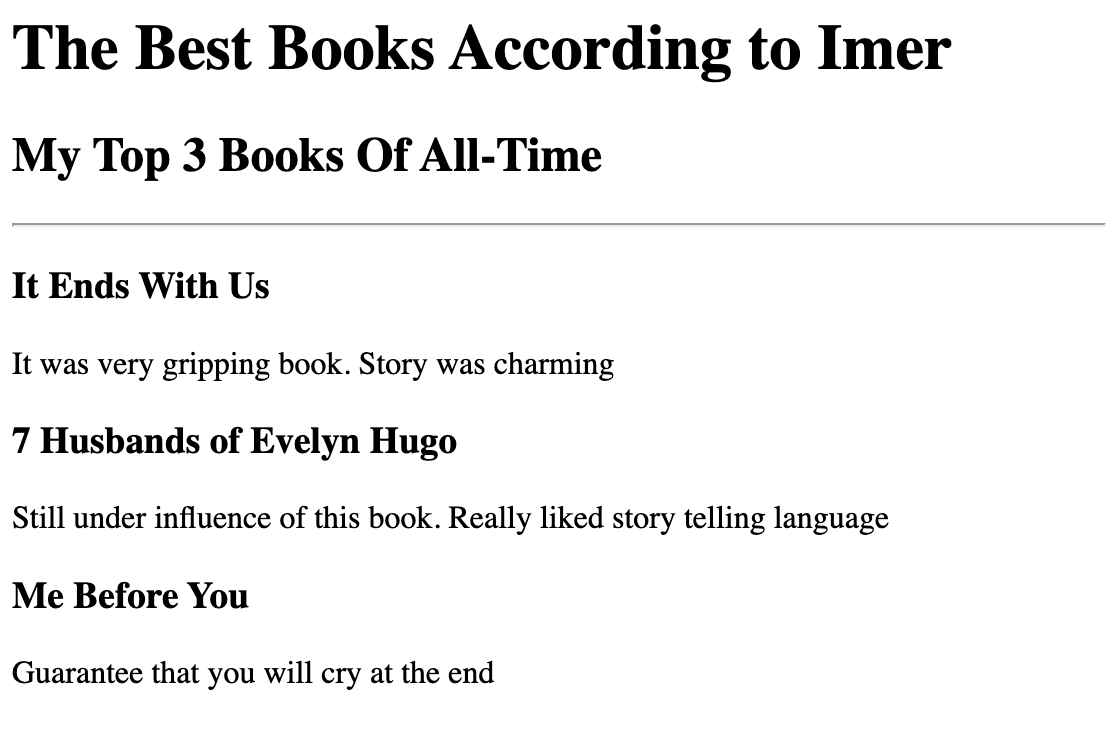 The Best Books According to Imer
My Top 3 Books Of All-Time
It Ends With Us
It was very gripping book. Story was charming
7 Husbands of Evelyn Hugo
Still under influence of this book. Really liked story telling language
Me Before You
Guarantee that you will cry at the end